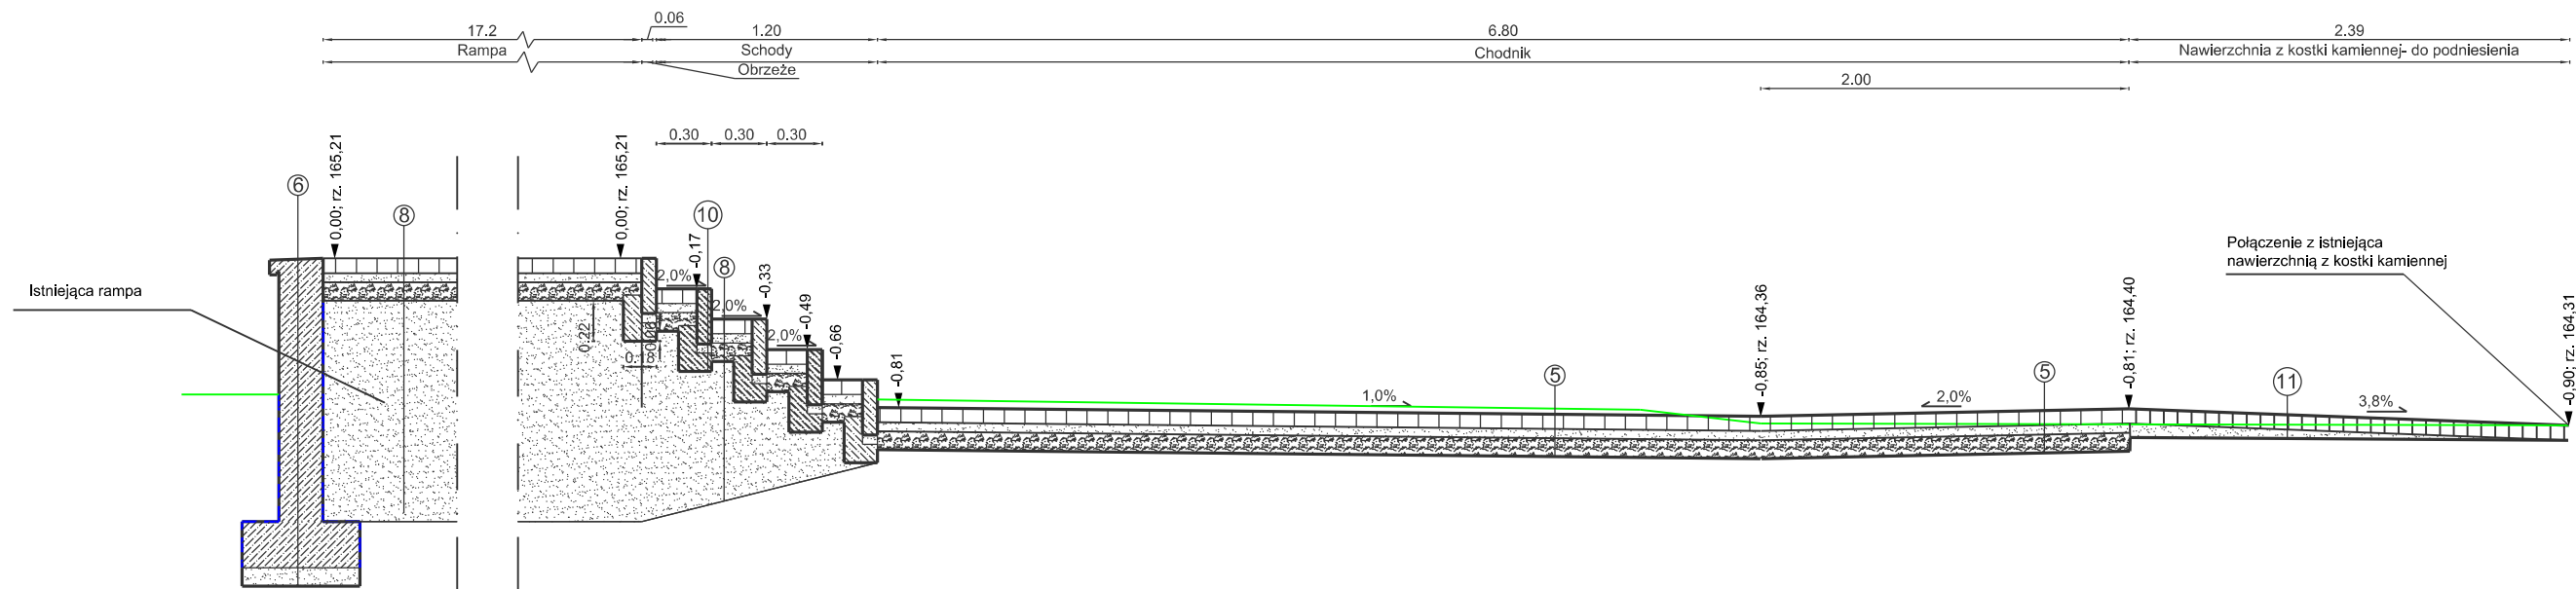 0.06
17.2
1.20
6.80
2.39
Rampa
Schody
Chodnik
Nawierzchnia z kostki kamiennej- do podniesienia
Obrzeże
2.00
0.30
0.30
0.30
0,00; rz. 165,21
0,00; rz. 165,21
6
8
10
-0,17
8
-0,33
-0,49
-0,66
-0,81
2,0%
2,0%
2,0%
Istniejąca rampa
0.22
0.18
0.06
1,0%
5
-0,85; rz. 164,36
2,0%
5
-0,81; rz. 164,40
11
3,8%
Połączenie z istniejąca
nawierzchnią z kostki kamiennej
-0,90; rz. 164,31